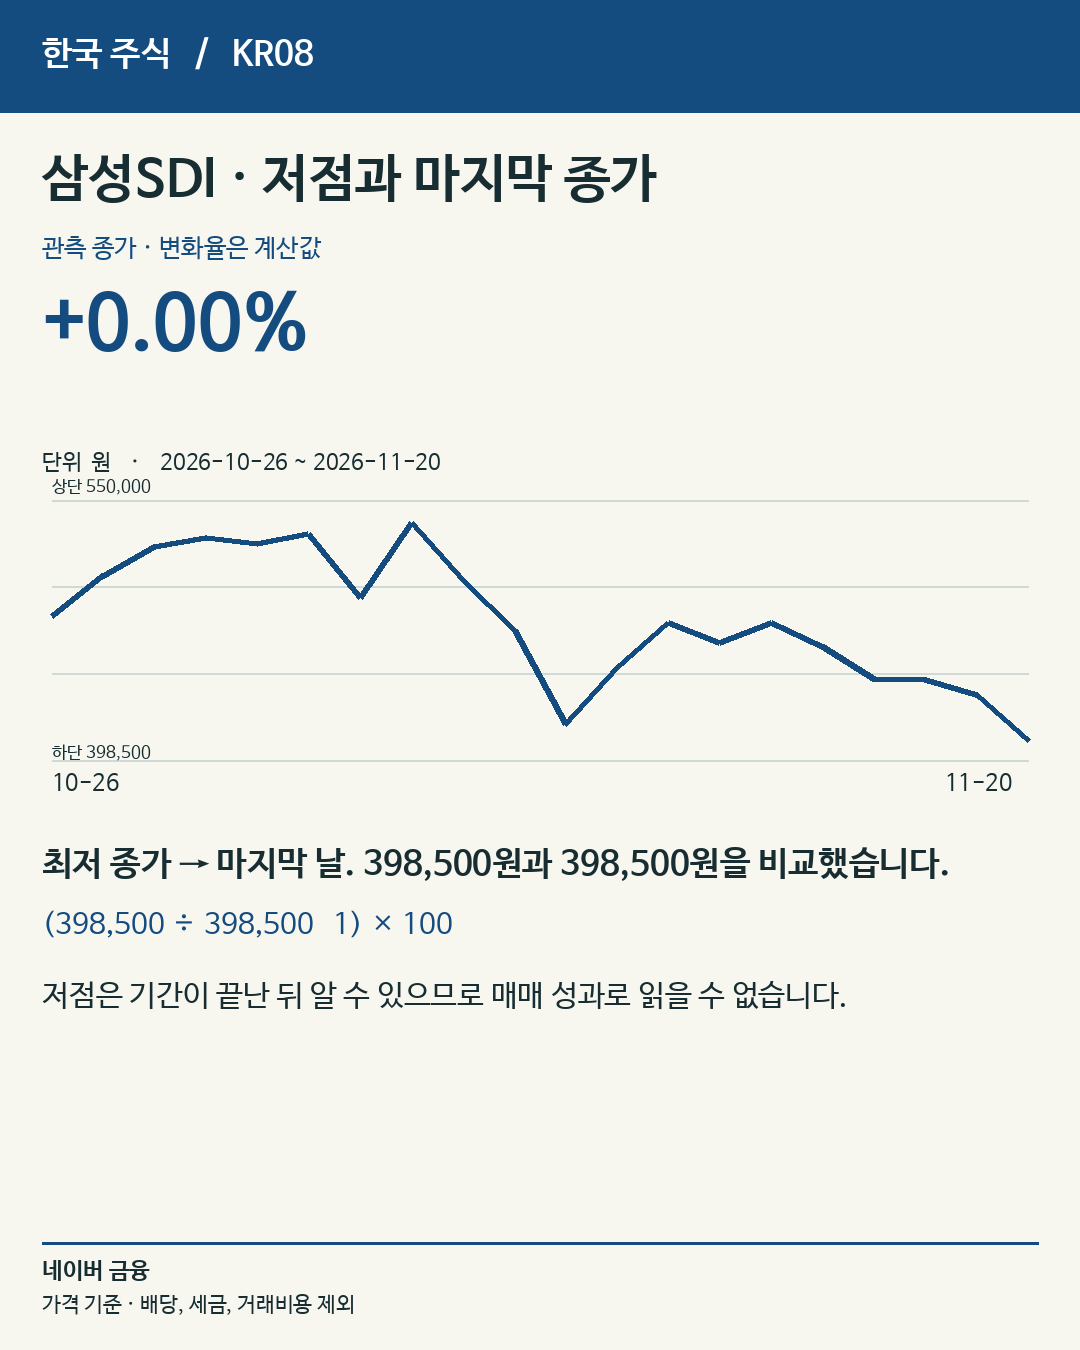 한국 주식 / KR08
삼성SDI · 저점과 마지막 종가
관측 종가 · 변화율은 계산값
+0.00%
단위 원 · 2026-10-26 ~ 2026-11-20
상단 550,000
하단 398,500
10-26
11-20
최저 종가 → 마지막 날. 398,500원과 398,500원을 비교했습니다.
(398,500 ÷ 398,500 1) × 100
저점은 기간이 끝난 뒤 알 수 있으므로 매매 성과로 읽을 수 없습니다.
네이버 금융
가격 기준 · 배당, 세금, 거래비용 제외